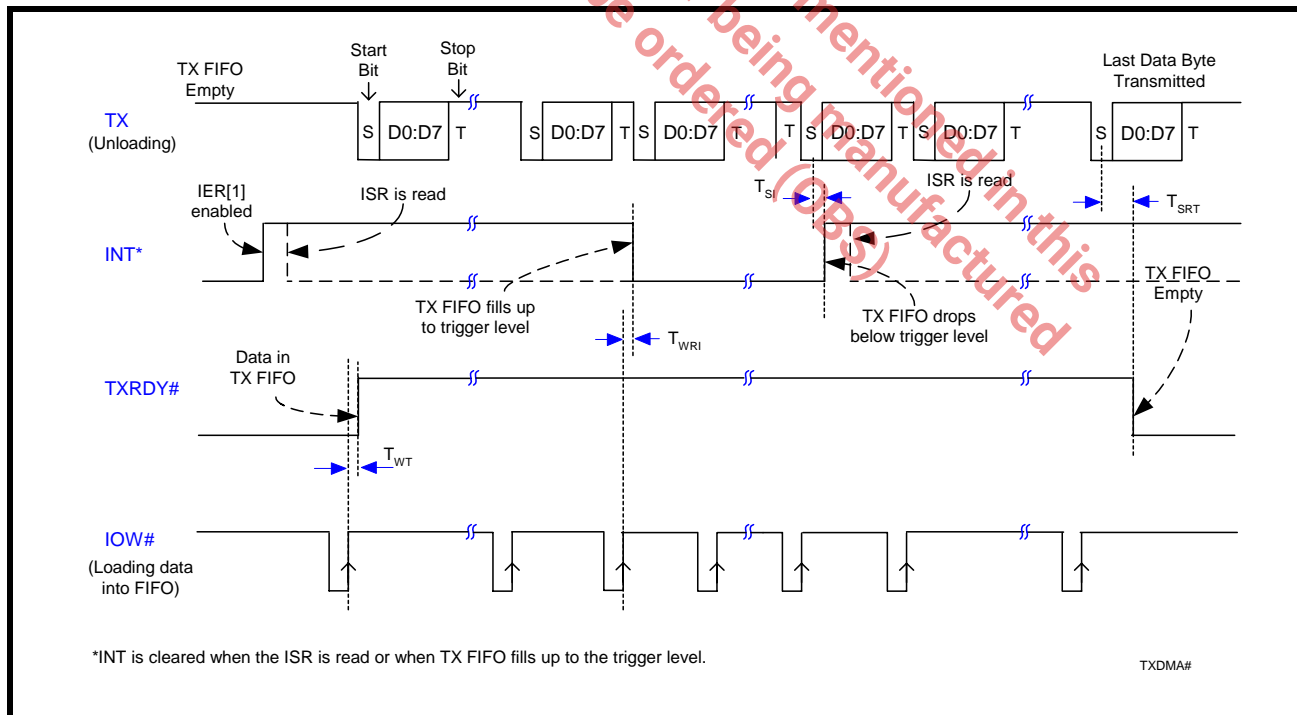 mentioned in this
being manufactured
be ordered (OBS)
TX FIFO
Empty
Start
Bit
Stop
Bit
Last Data Byte
Transmitted
TX
(Unloading)
S D0:D7 T S D0:D7 T S D0:D7 T T S D0:D7 T S D0:D7 T S D0:D7 T
IER[1]
enabled
ISR is read
TSI
ISR is read
TSRT
INT*
TX FIFO fills up
to trigger level
TX FIFO drops
below trigger level
TX FIFO
Empty
TWRI
Data in
TX FIFO
TXRDY#
TWT
IOW#
(Loading data
into FIFO)
*INT is cleared when the ISR is read or when TX FIFO fills up to the trigger level.
TXDMA#